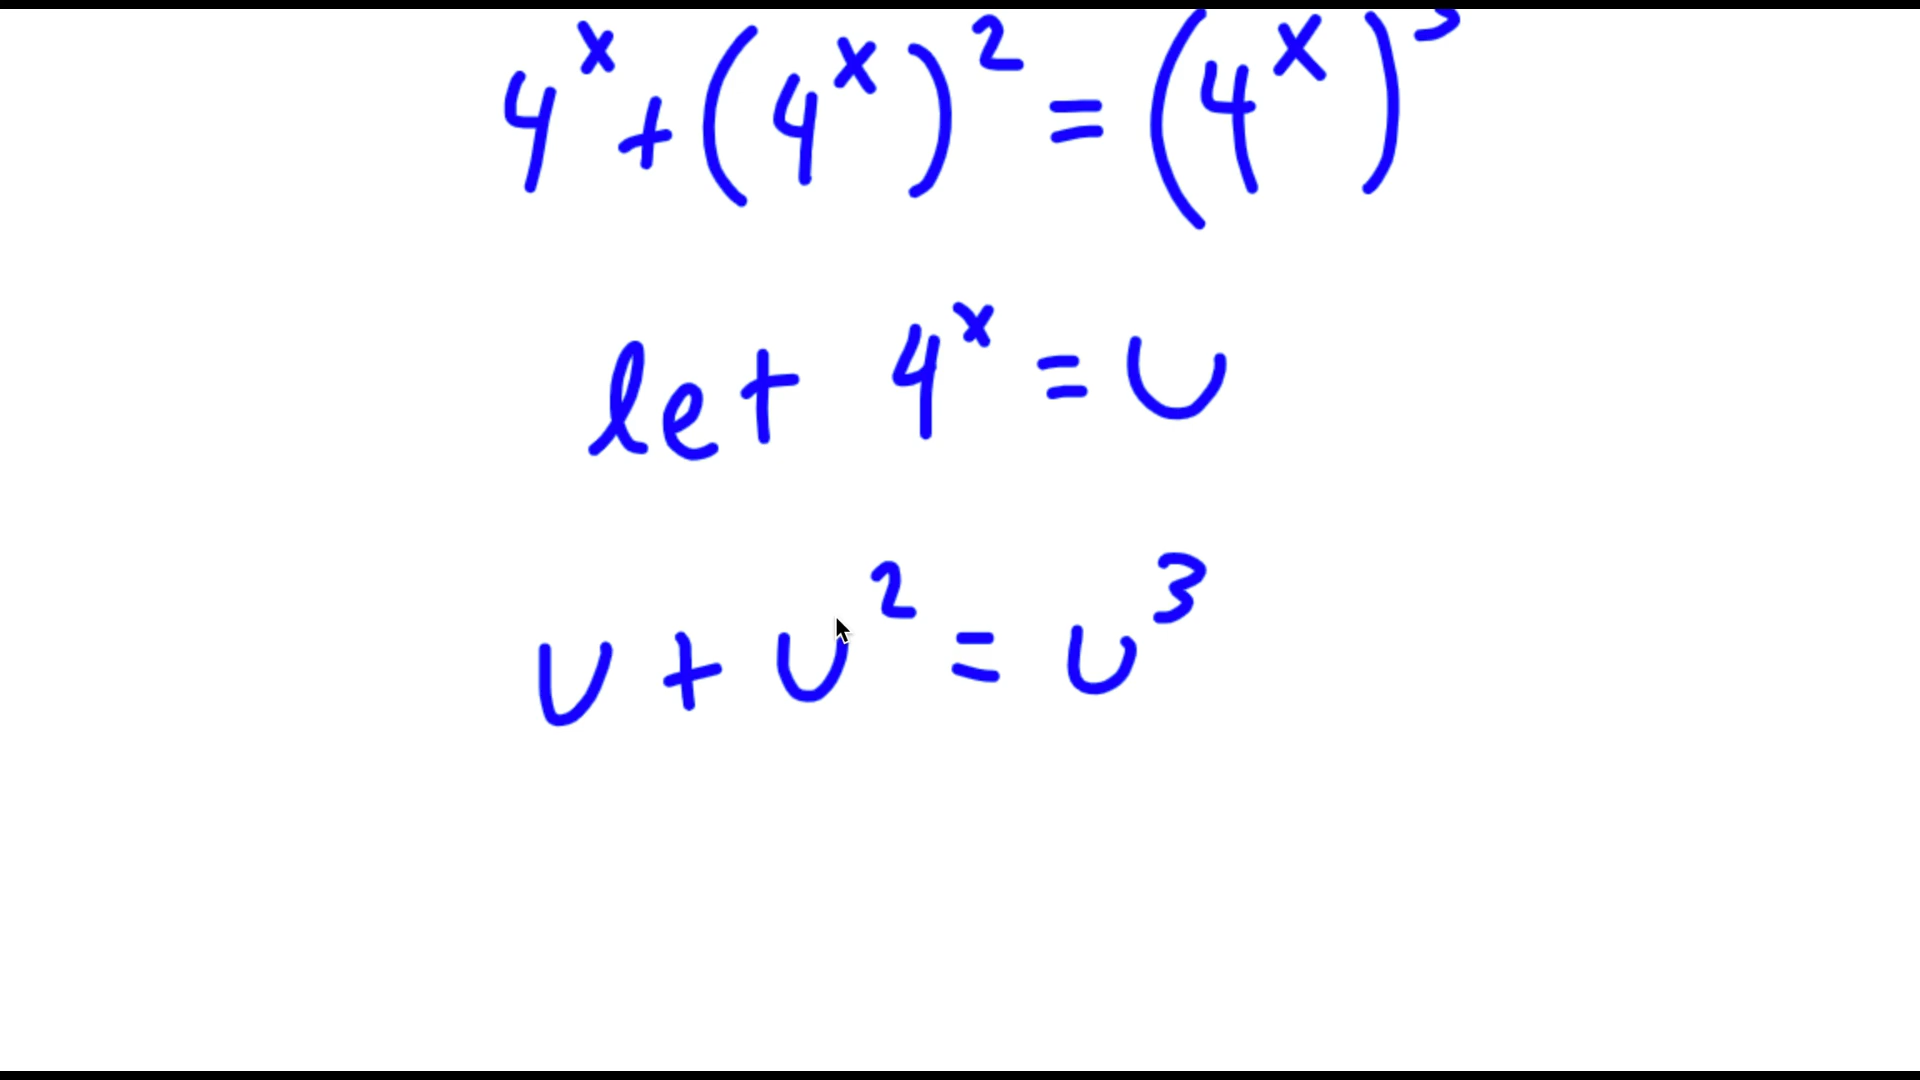 4^x + (4^x)^2 = (4^x)^3
let 4^x = u
u + u^2 = u^3